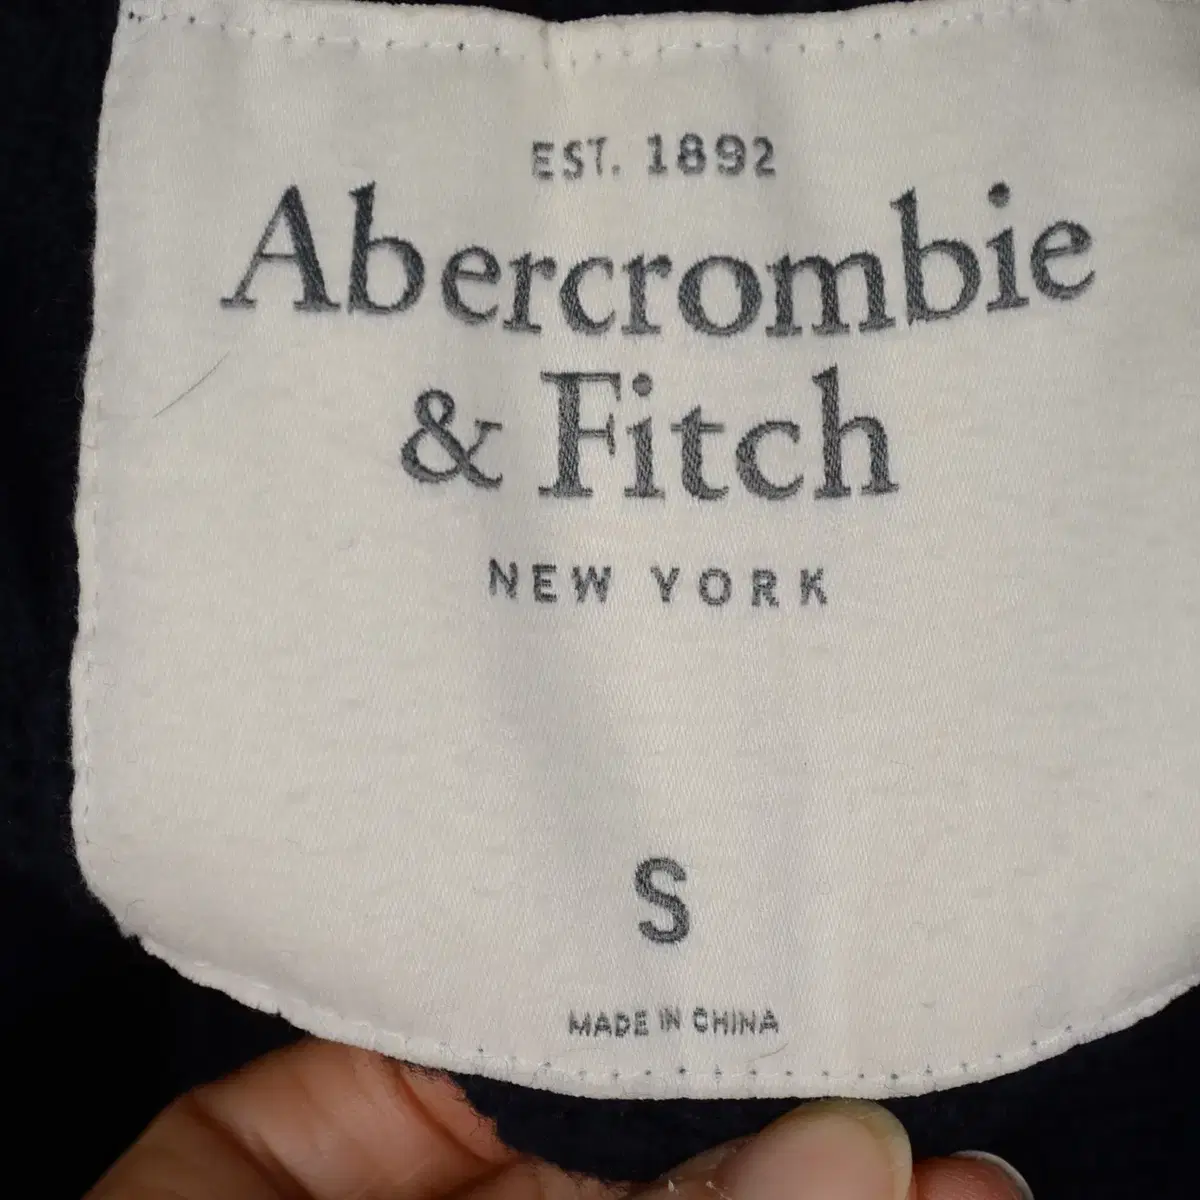 EST. 1892
Abercrombie
& Fitch
NEW YORK
S
MADE IN CHINA